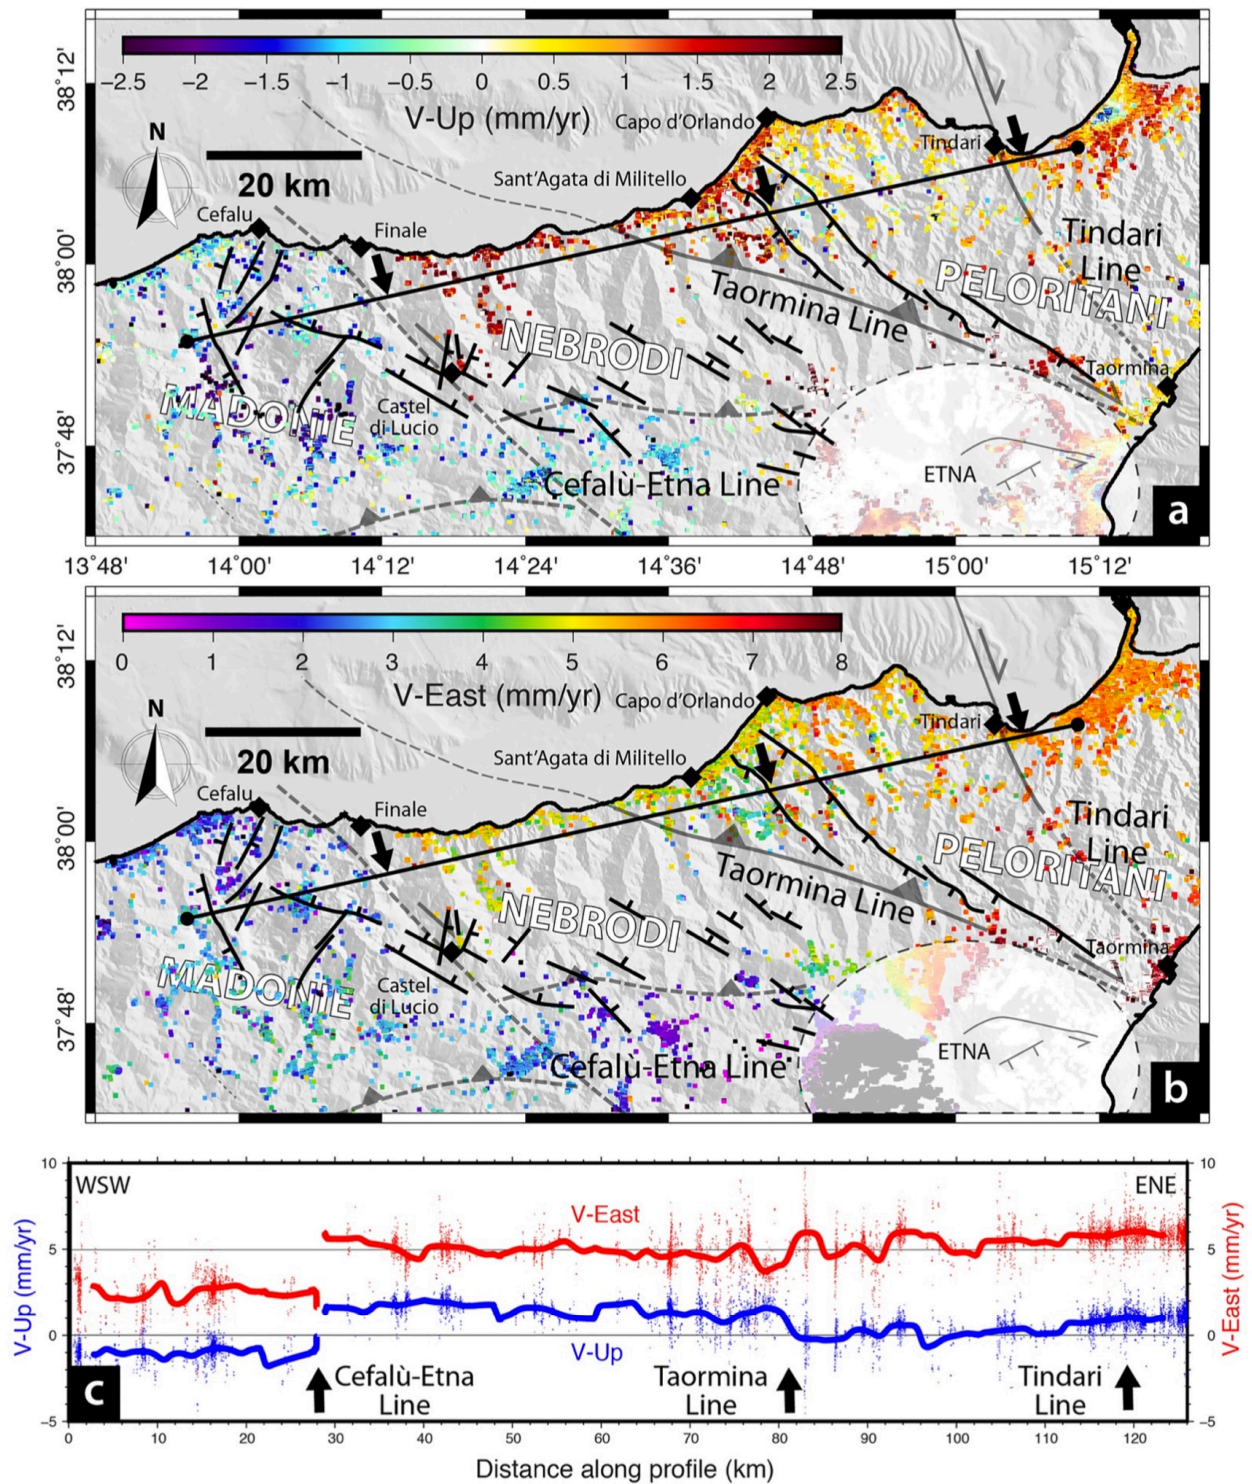 -2.5 -2 -1.5 -1 -0.5 0 0.5 1 1.5 2 2.5
V-Up (mm/yr)
Capo d'Orlando
Tindari
N
20 km
Sant'Agata di Militello
Cefalu
Finale
Tindari
Line
PELORITANI
Taormina Line
NEBRODI
Taormina
MADONIE
Castel
di Lucio
Cefalù-Etna Line
ETNA
a
38˚12'
38˚00'
37˚48'
13˚48' 14˚00' 14˚12' 14˚24' 14˚36' 14˚48' 15˚00' 15˚12'
0 1 2 3 4 5 6 7 8
V-East (mm/yr)
Capo d'Orlando
Tindari
N
20 km
Sant'Agata di Militello
Cefalu
Finale
Tindari
Line
PELORITANI
Taormina Line
NEBRODI
Taormina
MADONIE
Castel
di Lucio
Cefalù-Etna Line
ETNA
b
38˚12'
38˚00'
37˚48'
10
5
0
−5
V-Up (mm/yr)
WSW
ENE
V-East
V-Up
c
Cefalù-Etna
Line
Taormina
Line
Tindari
Line
10
5
0
−5
V-East (mm/yr)
0 10 20 30 40 50 60 70 80 90 100 110 120
Distance along profile (km)